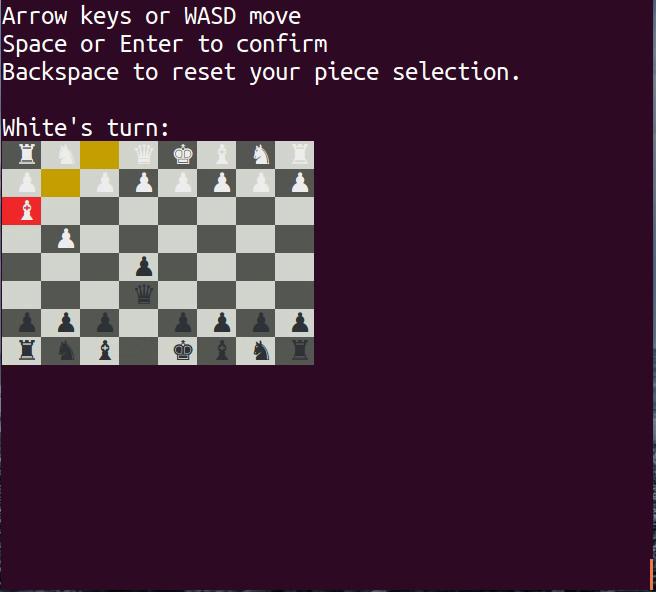 Arrow keys or WASD move
Space or Enter to confirm
Backspace to reset your piece selection.
White's turn: